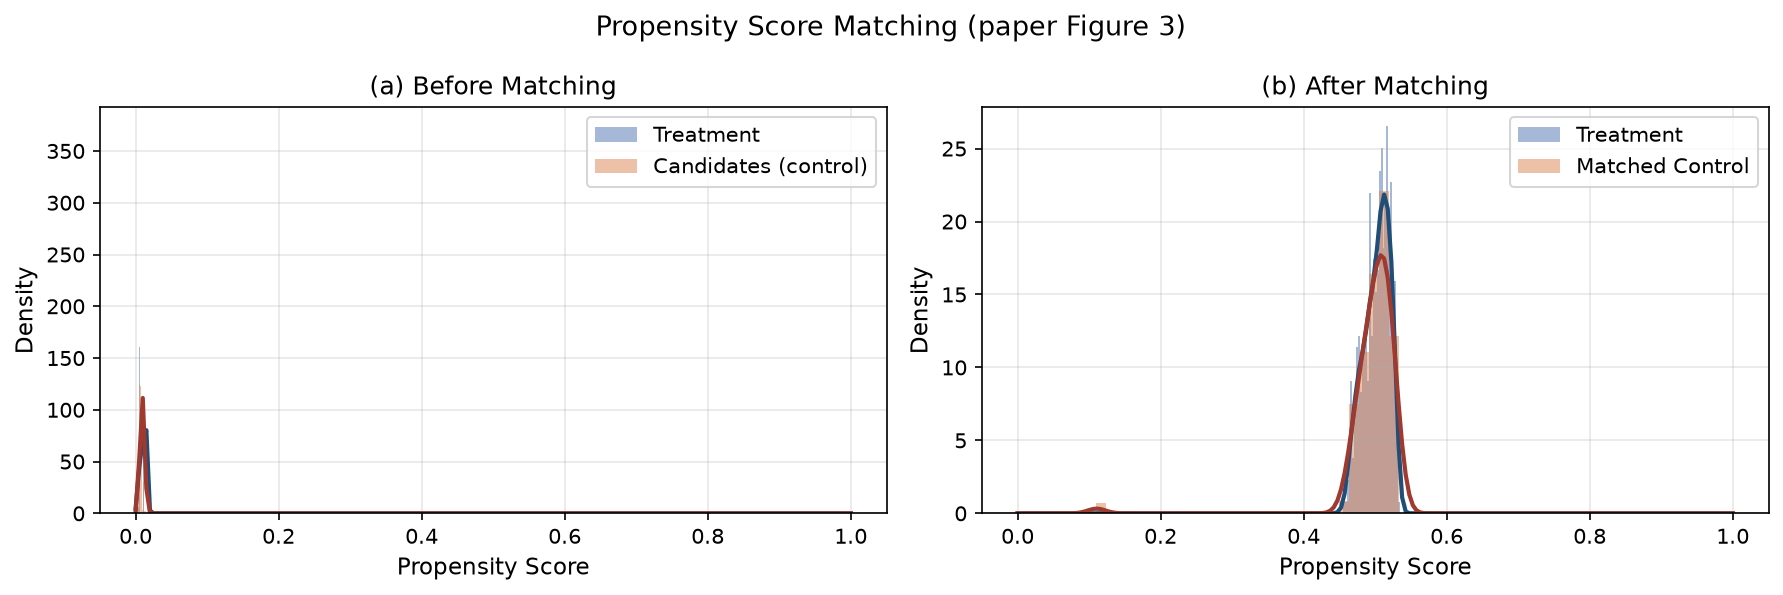 Propensity Score Matching (paper Figure 3)
(a) Before Matching
Treatment
Candidates (control)
350
300
250
200
150
100
50
0
Density
0.0 0.2 0.4 0.6 0.8 1.0
Propensity Score
(b) After Matching
Treatment
Matched Control
25
20
15
10
5
0
Density
0.0 0.2 0.4 0.6 0.8 1.0
Propensity Score